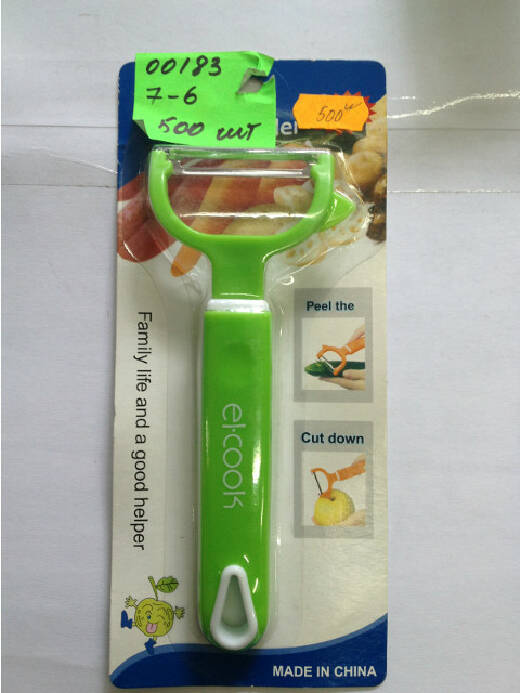 00183
7-6
500 шт
500
Peel the
Cut down
Family life and a good helper
el·cook
MADE IN CHINA